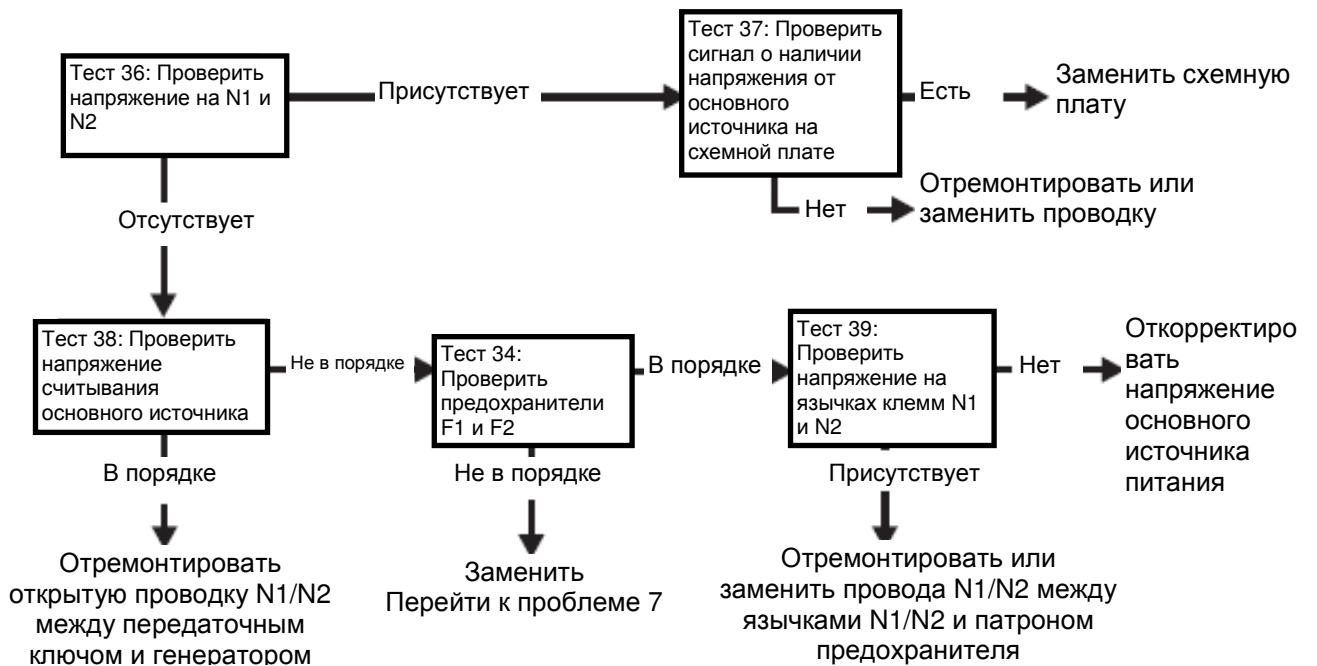 Тест 36: Проверить
напряжение на N1 и
N2
Присутствует
Тест 37: Проверить
сигнал о наличии
напряжения от
основного
источника на
схемной плате
Есть
Заменить схемную
плату
Нет
Отремонтировать или
заменить проводку
Отсутствует
Тест 38: Проверить
напряжение
считывания
основного источника
Не в порядке
Тест 34:
Проверить
предохранители
F1 и F2
В порядке
Тест 39:
Проверить
напряжение на
язычках клемм N1
и N2
Нет
Откорректиро
вать
напряжение
основного
источника
питания
В порядке
Отремонтировать
открытую проводку N1/N2
между передаточным
ключом и генератором
Не в порядке
Заменить
Перейти к проблеме 7
Присутствует
Отремонтировать или
заменить провода N1/N2 между
язычками N1/N2 и патроном
предохранителя